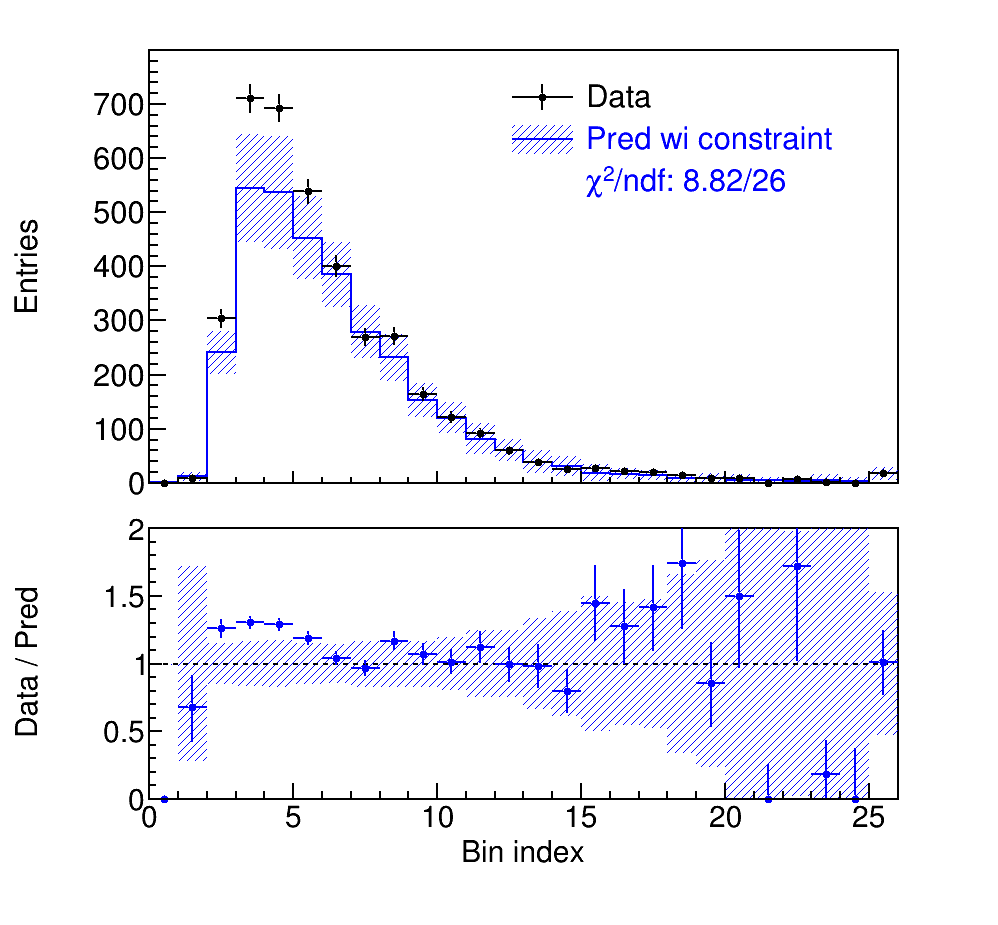 Entries
700
600
500
400
300
200
100
0
Data
Pred wi constraint
χ²/ndf: 8.82/26
Data / Pred
2
1.5
1
0.5
0
0 5 10 15 20 25
Bin index